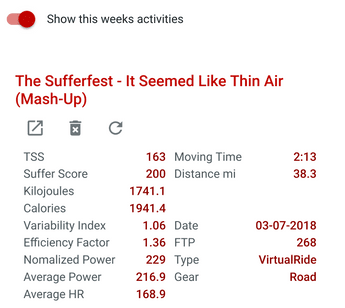 Show this weeks activities
The Sufferfest - It Seemed Like Thin Air
(Mash-Up)
TSS 163 Moving Time 2:13
Suffer Score 200 Distance mi 38.3
Kilojoules 1741.1
Calories 1941.4
Variability Index 1.06 Date 03-07-2018
Efficiency Factor 1.36 FTP 268
Nomalized Power 229 Type VirtualRide
Average Power 216.9 Gear Road
Average HR 168.9